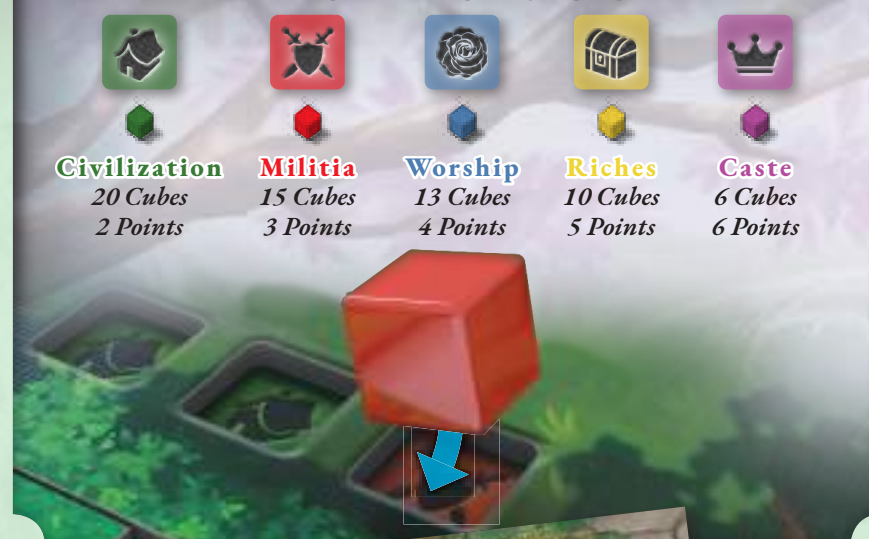 Civilization Militia Worship Riches Caste
20 Cubes 15 Cubes 13 Cubes 10 Cubes 6 Cubes
2 Points 3 Points 4 Points 5 Points 6 Points